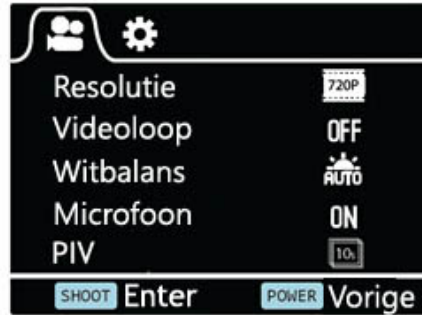 Resolutie 720P
Videoloop OFF
Witbalans AUTO
Microfoon ON
PIV 10s
SHOOT Enter POWER Vorige